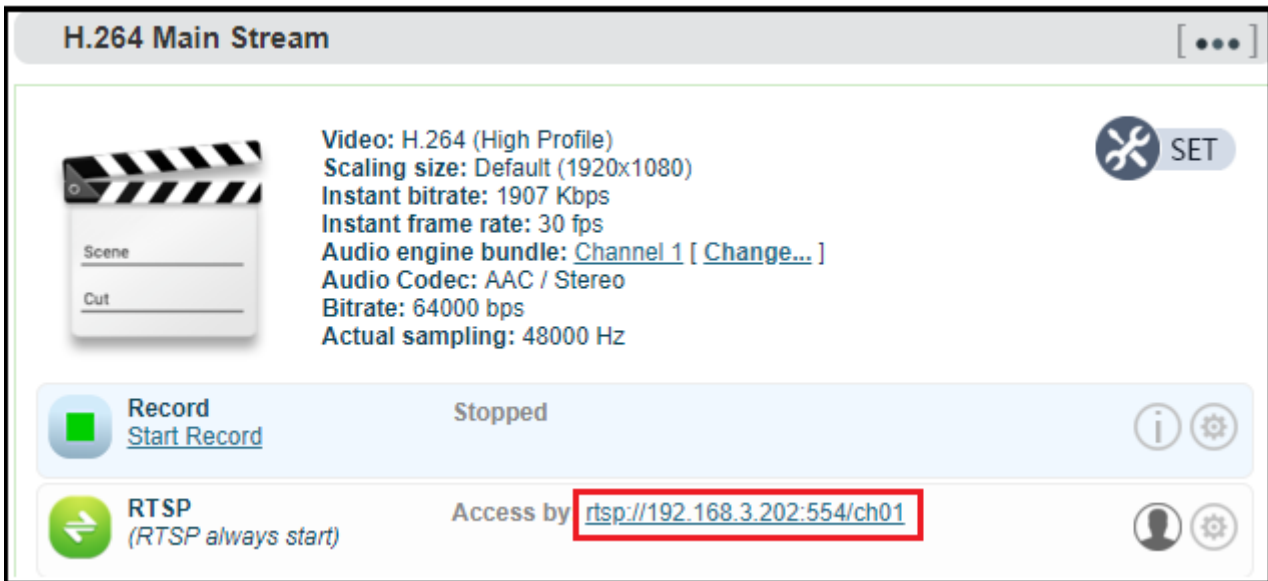 H.264 Main Stream
[ ••• ]
Video: H.264 (High Profile)
Scaling size: Default (1920x1080)
Instant bitrate: 1907 Kbps
Instant frame rate: 30 fps
Audio engine bundle: Channel 1 [ Change... ]
Audio Codec: AAC / Stereo
Bitrate: 64000 bps
Actual sampling: 48000 Hz
SET
Scene
Cut
Record
Start Record
Stopped
RTSP
(RTSP always start)
Access by rtsp://192.168.3.202:554/ch01